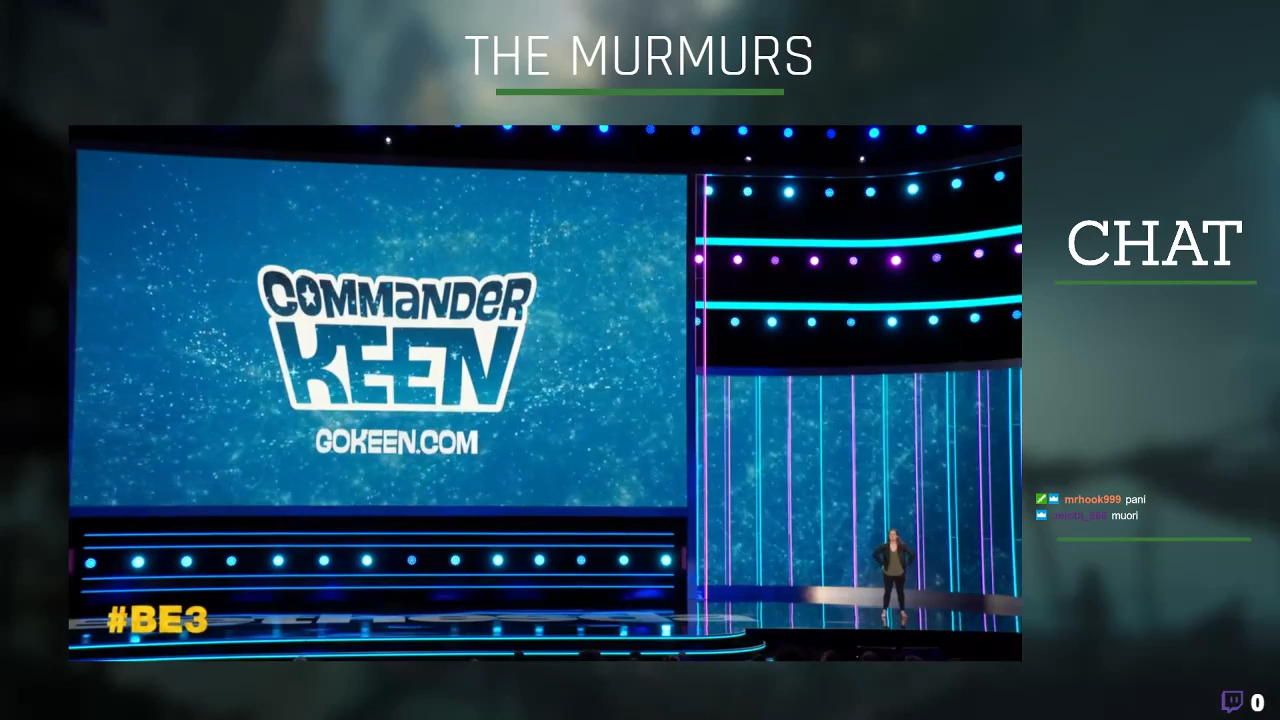 THE MURMURS
COMMANDER
KEEN
GOKEEN.COM
#BE3
CHAT
mrhook999 pani
muori
0